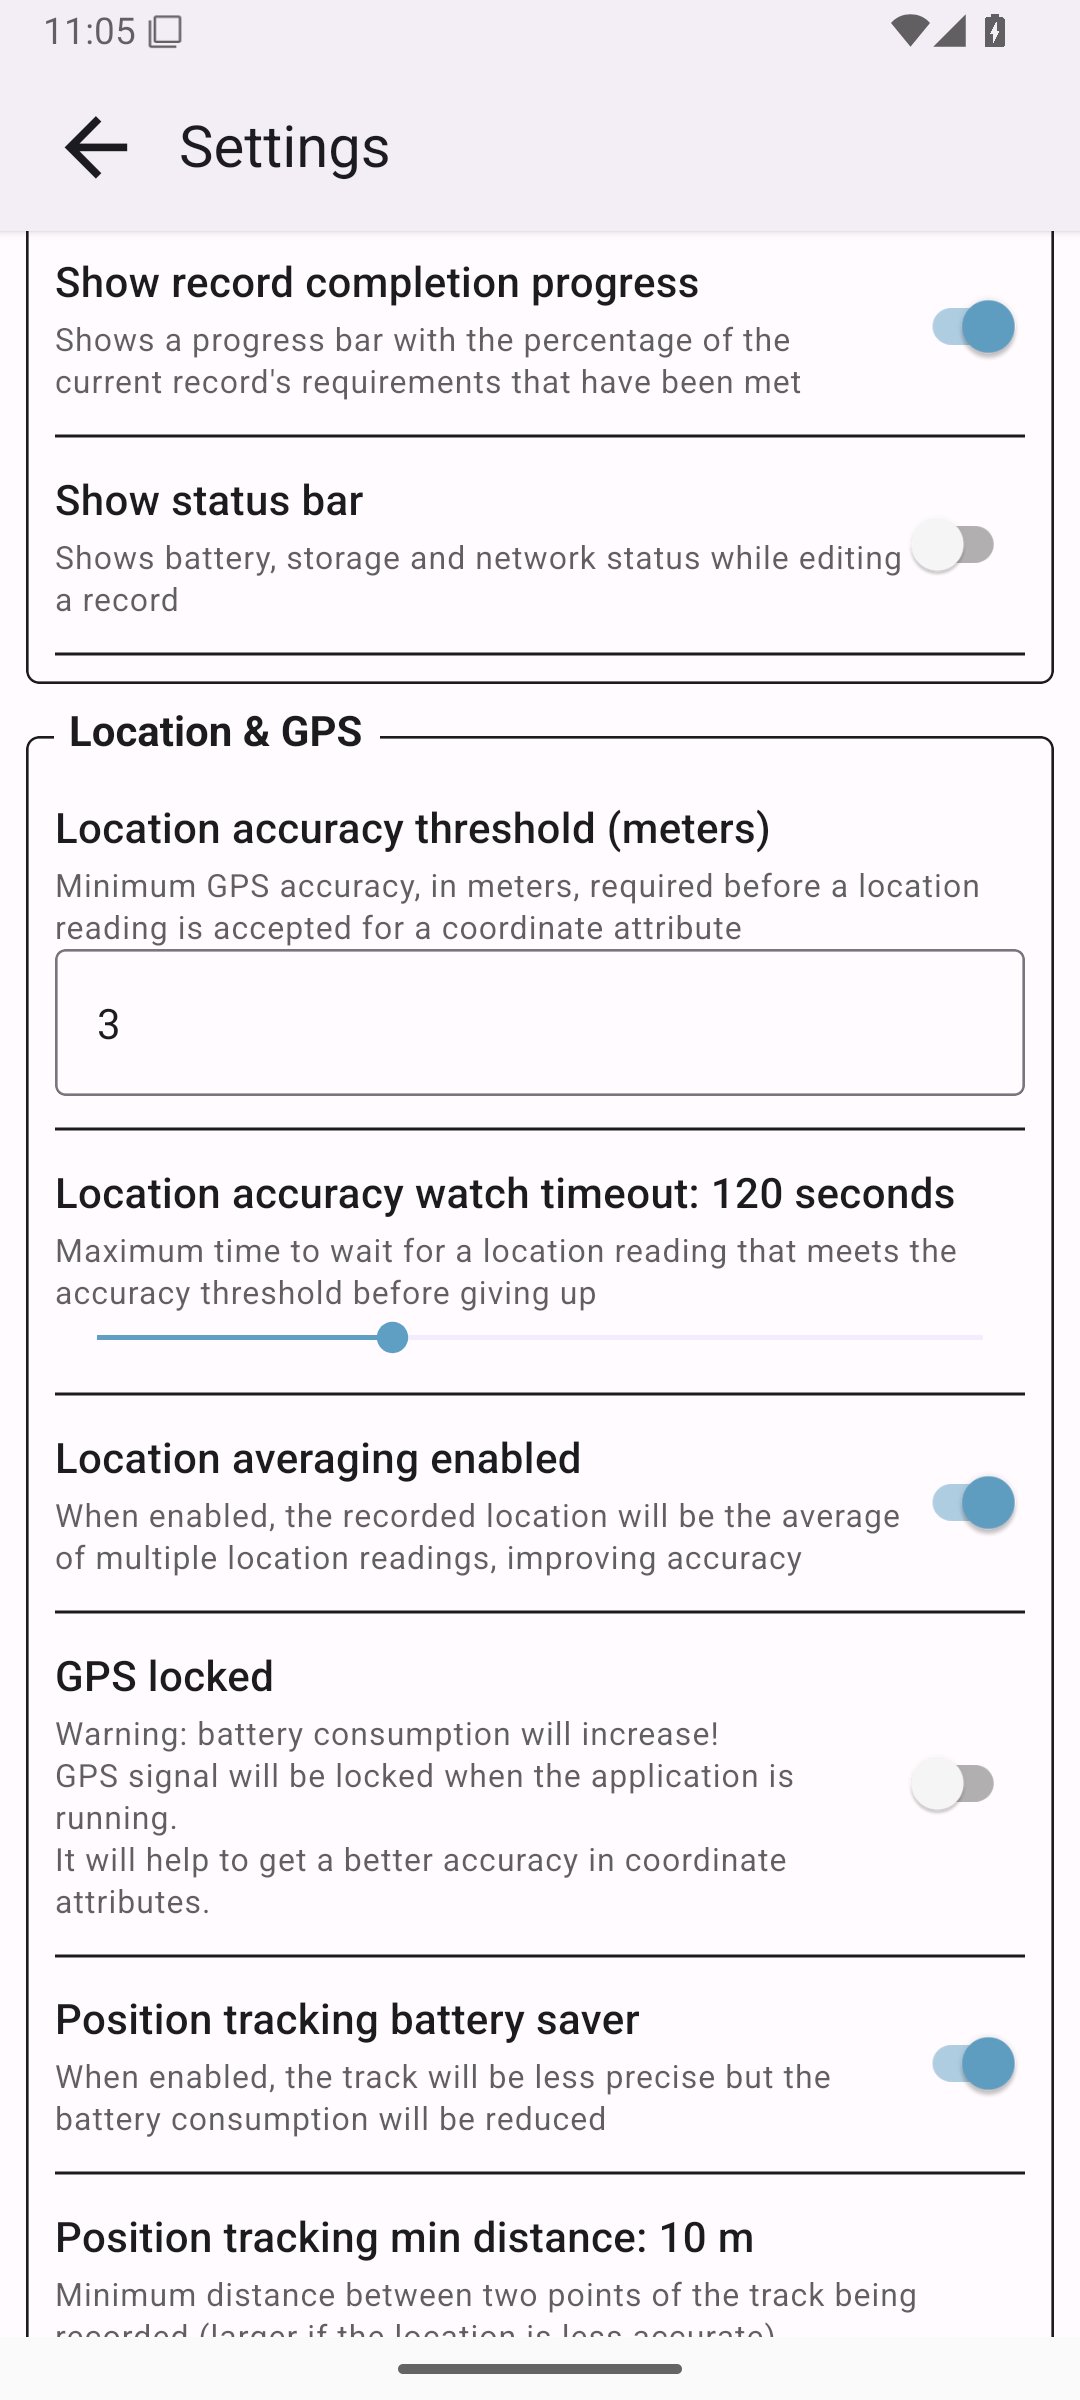 11:05
Settings
Show record completion progress
Shows a progress bar with the percentage of the
current record's requirements that have been met
Show status bar
Shows battery, storage and network status while editing
a record
Location & GPS
Location accuracy threshold (meters)
Minimum GPS accuracy, in meters, required before a location
reading is accepted for a coordinate attribute
3
Location accuracy watch timeout: 120 seconds
Maximum time to wait for a location reading that meets the
accuracy threshold before giving up
Location averaging enabled
When enabled, the recorded location will be the average
of multiple location readings, improving accuracy
GPS locked
Warning: battery consumption will increase!
GPS signal will be locked when the application is
running.
It will help to get a better accuracy in coordinate
attributes.
Position tracking battery saver
When enabled, the track will be less precise but the
battery consumption will be reduced
Position tracking min distance: 10 m
Minimum distance between two points of the track being
recorded (larger if the location is less accurate)